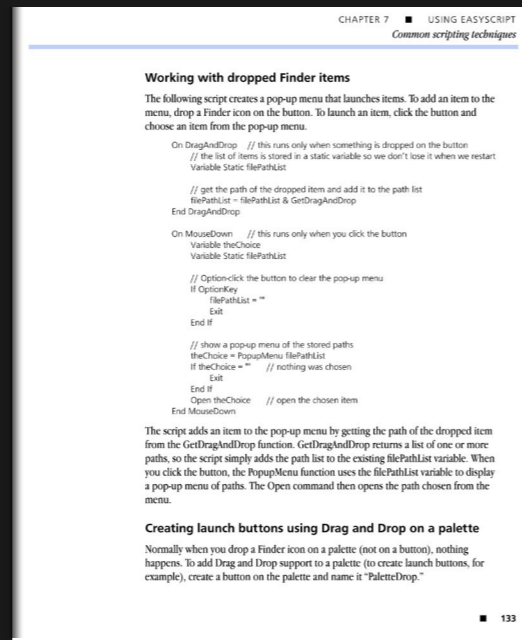 CHAPTER 7 ■ USING EASYSCRIPT
Common scripting techniques
Working with dropped Finder items
The following script creates a pop-up menu that launches items. To add an item to the
menu, drop a Finder icon on the button. To launch an item, click the button and
choose an item from the pop-up menu.
On DragAndDrop // this runs only when something is dropped on the button
// the list of items is stored in a static variable so we don't lose it when we restart
Variable Static filePathList
// get the path of the dropped item and add it to the path list
filePathList = filePathList & GetDragAndDrop
End DragAndDrop
On MouseDown // this runs only when you click the button
Variable theChoice
Variable Static filePathList
// Option-click the button to clear the pop-up menu
If OptionKey
filePathList = ""
Exit
End If
// show a pop-up menu of the stored paths
theChoice = PopupMenu filePathList
If theChoice = "" // nothing was chosen
Exit
End If
Open theChoice // open the chosen item
End MouseDown
The script adds an item to the pop-up menu by getting the path of the dropped item
from the GetDragAndDrop function. GetDragAndDrop returns a list of one or more
paths, so the script simply adds the path list to the existing filePathList variable. When
you click the button, the PopupMenu function uses the filePathList variable to display
a pop-up menu of paths. The Open command then opens the path chosen from the
menu.
Creating launch buttons using Drag and Drop on a palette
Normally when you drop a Finder icon on a palette (not on a button), nothing
happens. To add Drag and Drop support to a palette (to create launch buttons, for
example), create a button on the palette and name it “PaletteDrop.”
■ 133